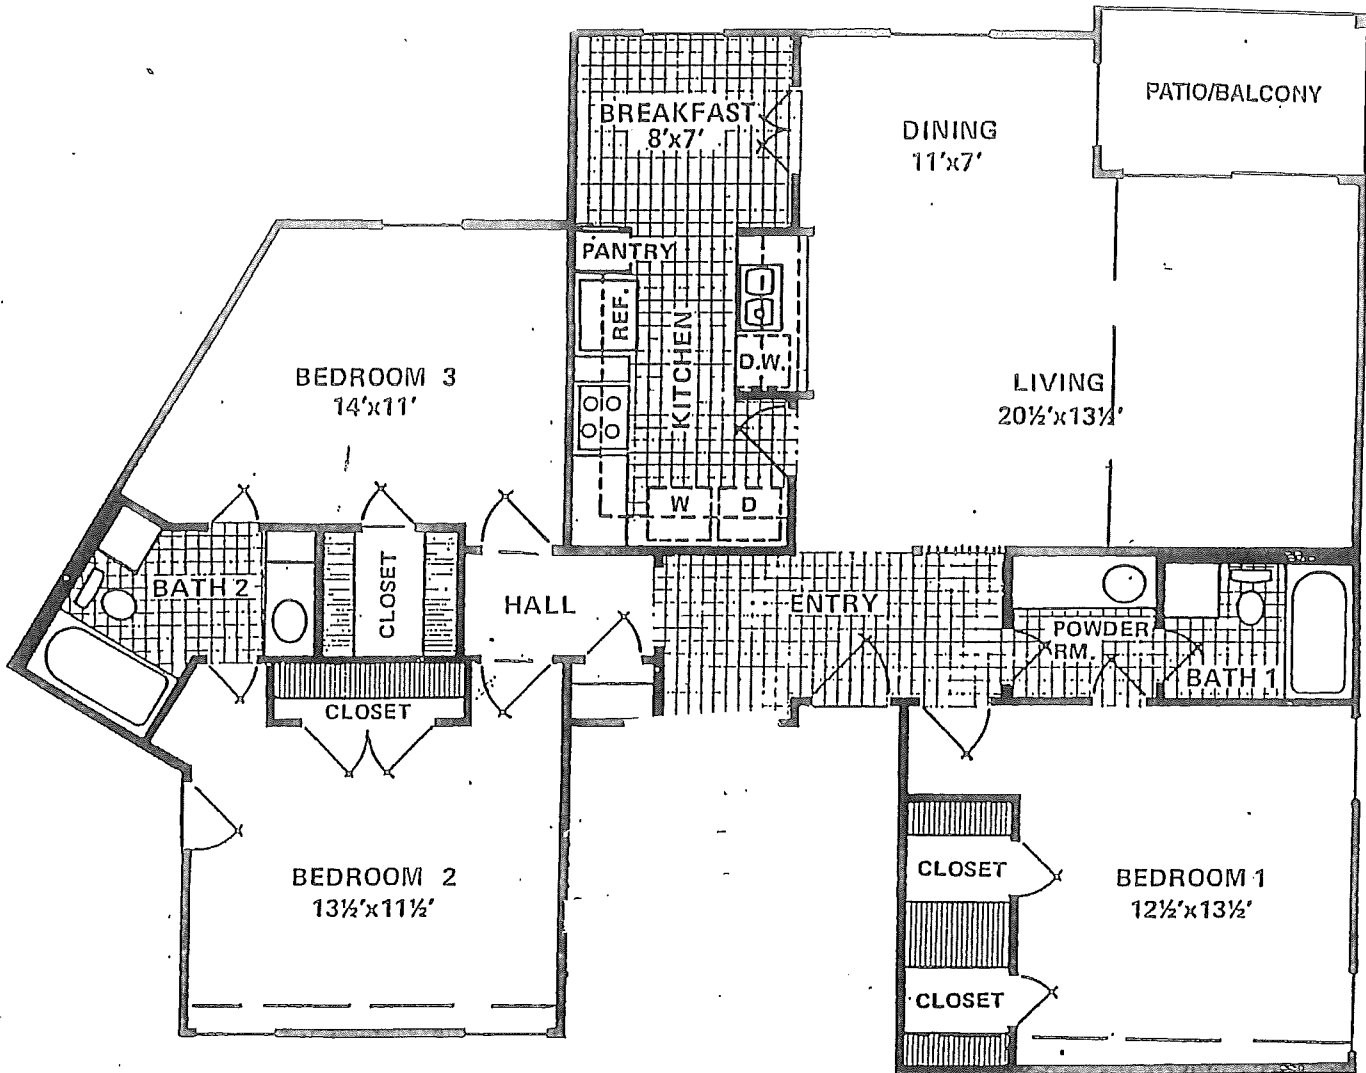 PATIO/BALCONY
BREAKFAST
8'x7'
DINING
11'x7'
PANTRY
REF.
KITCHEN
D.W.
BEDROOM 3
14'x11'
LIVING
20½'x13½'
W
D
BATH 2
CLOSET
HALL
ENTRY
POWDER
RM.
BATH 1
CLOSET
BEDROOM 2
13½'x11½'
CLOSET
BEDROOM 1
12½'x13½'
CLOSET